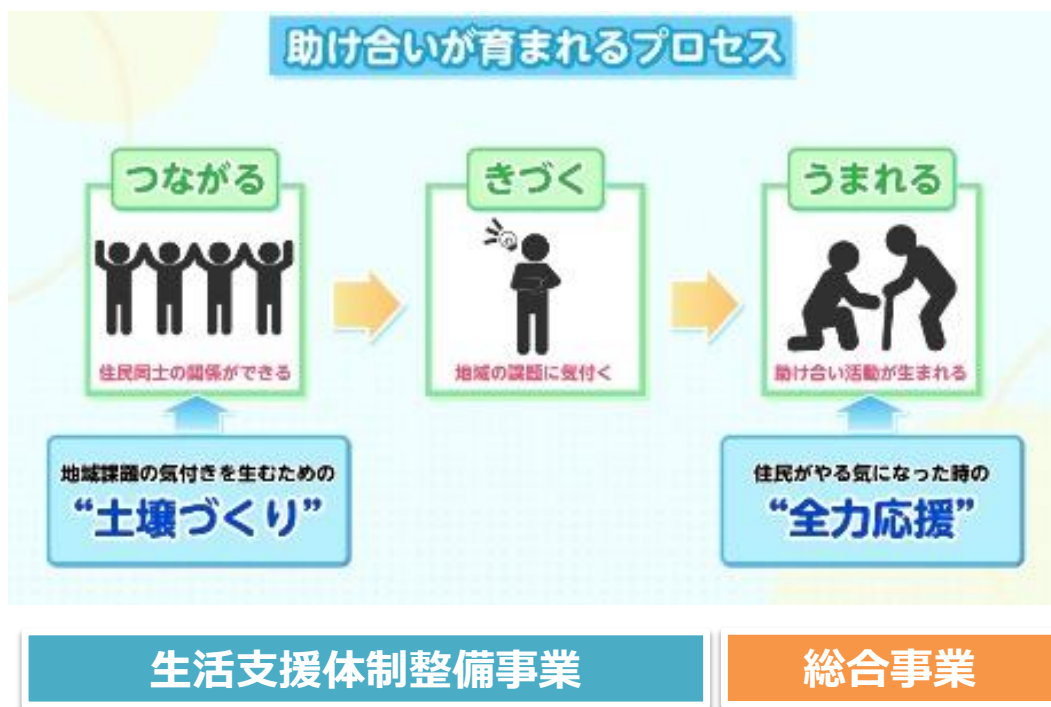 助け合いが育まれるプロセス
つながる
住民同士の関係ができる
きづく
地域の課題に気付く
うまれる
助け合い活動が生まれる
地域課題の気付きを生むための
“土壌づくり”
住民がやる気になった時の
“全力応援”
生活支援体制整備事業
総合事業